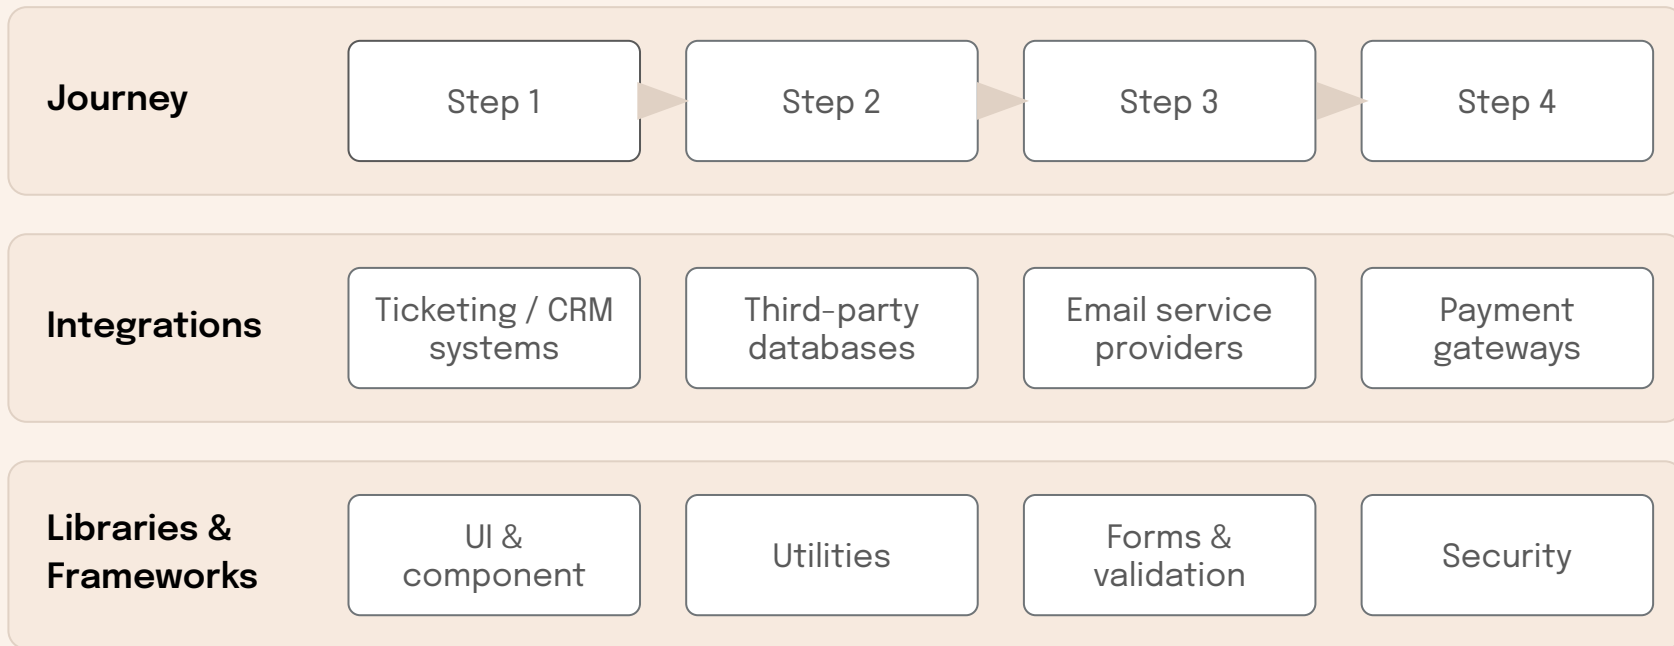 Journey
Step 1
Step 2
Step 3
Step 4
Integrations
Ticketing / CRM
systems
Third-party
databases
Email service
providers
Payment
gateways
Libraries &
Frameworks
UI &
component
Utilities
Forms &
validation
Security